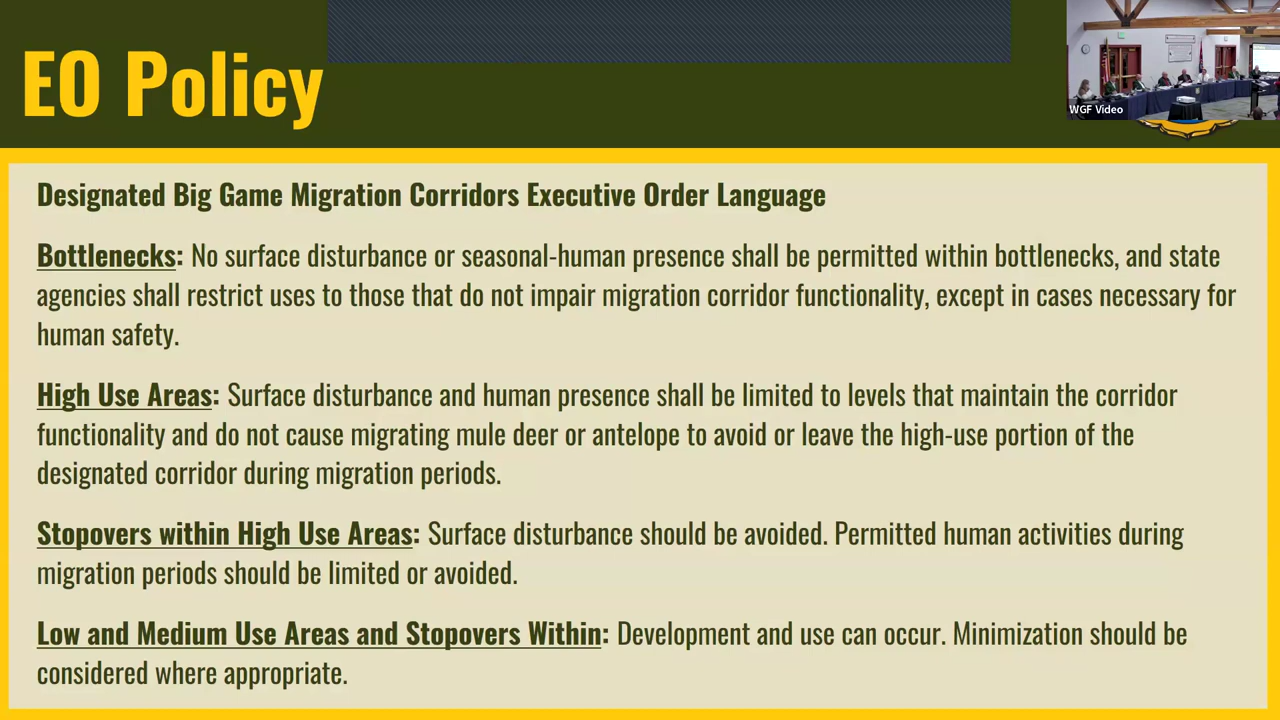 EO Policy
WGF Video
Designated Big Game Migration Corridors Executive Order Language
Bottlenecks: No surface disturbance or seasonal-human presence shall be permitted within bottlenecks, and state
agencies shall restrict uses to those that do not impair migration corridor functionality, except in cases necessary for
human safety.
High Use Areas: Surface disturbance and human presence shall be limited to levels that maintain the corridor
functionality and do not cause migrating mule deer or antelope to avoid or leave the high-use portion of the
designated corridor during migration periods.
Stopovers within High Use Areas: Surface disturbance should be avoided. Permitted human activities during
migration periods should be limited or avoided.
Low and Medium Use Areas and Stopovers Within: Development and use can occur. Minimization should be
considered where appropriate.